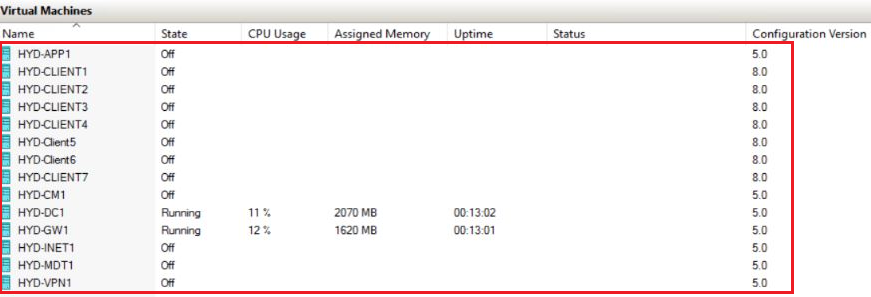 Virtual Machines
Name State CPU Usage Assigned Memory Uptime Status Configuration Version
HYD-APP1 Off 5.0
HYD-CLIENT1 Off 8.0
HYD-CLIENT2 Off 8.0
HYD-CLIENT3 Off 8.0
HYD-CLIENT4 Off 8.0
HYD-Client5 Off 8.0
HYD-Client6 Off 8.0
HYD-CLIENT7 Off 8.0
HYD-CM1 Off 5.0
HYD-DC1 Running 11 % 2070 MB 00:13:02 5.0
HYD-GW1 Running 12 % 1620 MB 00:13:01 5.0
HYD-INET1 Off 5.0
HYD-MDT1 Off 5.0
HYD-VPN1 Off 5.0